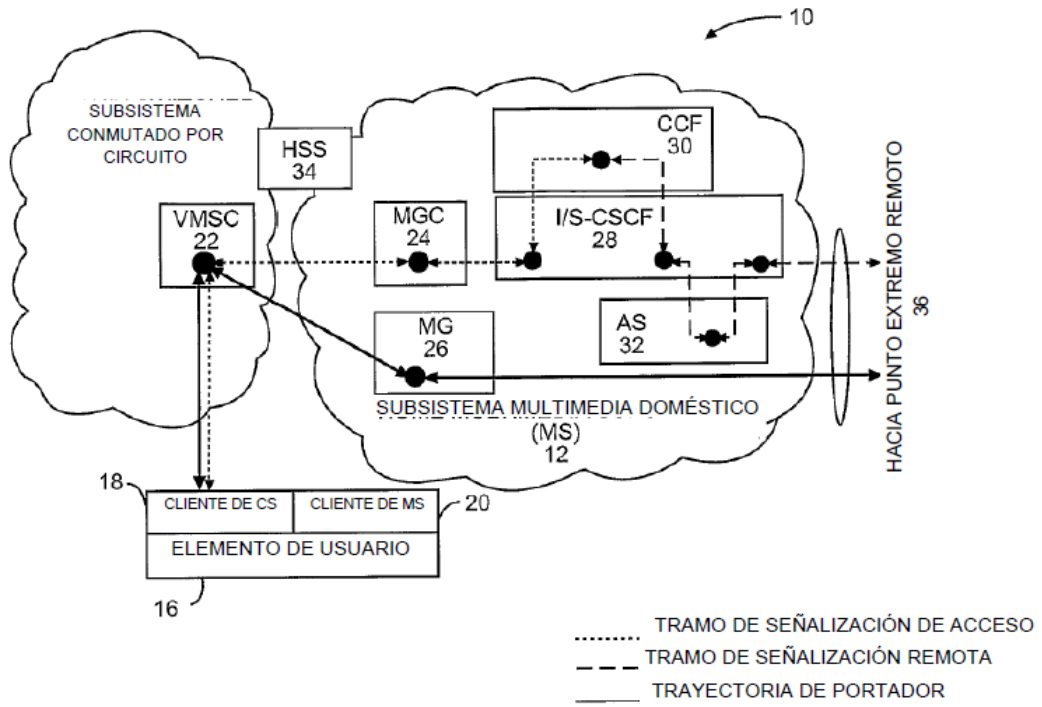 10
SUBSISTEMA
CONMUTADO POR
CIRCUITO
HSS
34
CCF
30
VMSC
22
MGC
24
I/S-CSCF
28
MG
26
AS
32
SUBSISTEMA MULTIMEDIA DOMÉSTICO
(MS)
12
HACIA PUNTO EXTREMO REMOTO
36
18
CLIENTE DE CS
CLIENTE DE MS
20
ELEMENTO DE USUARIO
16
TRAMO DE SEÑALIZACIÓN DE ACCESO
TRAMO DE SEÑALIZACIÓN REMOTA
TRAYECTORIA DE PORTADOR